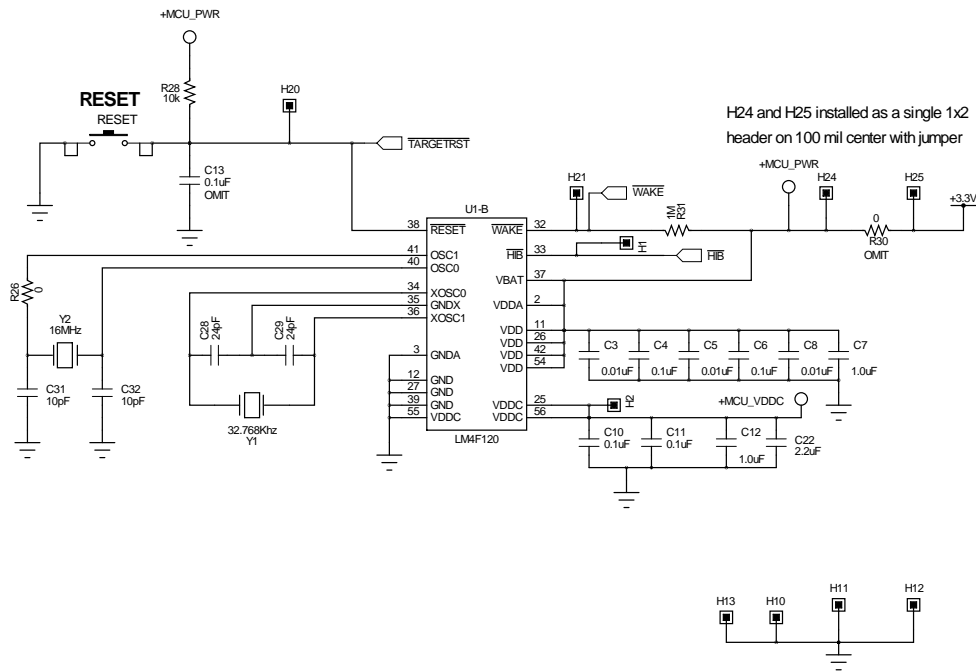 +MCU_PWR
R28
10k
H20
RESET
RESET
TARGETRST
C13
0.1uF
OMIT
H24 and H25 installed as a single 1x2
header on 100 mil center with jumper
+MCU_PWR
H21
WAKE
H24
H25
+3.3V
1M
R31
0
R30
OMIT
H1
HIB
U1-B
38
RESET
WAKE
32
41
OSC1
HIB
33
40
OSC0
VBAT
37
34
XOSC0
35
GNDX
VDDA
2
36
XOSC1
VDD
11
VDD
26
VDD
42
VDD
54
3
GNDA
12
GND
27
GND
39
GND
VDDC
25
55
VDDC
VDDC
56
LM4F120
R26
0
Y2
16MHz
C31
10pF
C32
10pF
C28
24pF
C29
24pF
32.768Khz
Y1
C3
0.01uF
C4
0.1uF
C5
0.01uF
C6
0.1uF
C8
0.01uF
C7
1.0uF
H2
+MCU_VDDC
C10
0.1uF
C11
0.1uF
C12
1.0uF
C22
2.2uF
H13
H10
H11
H12